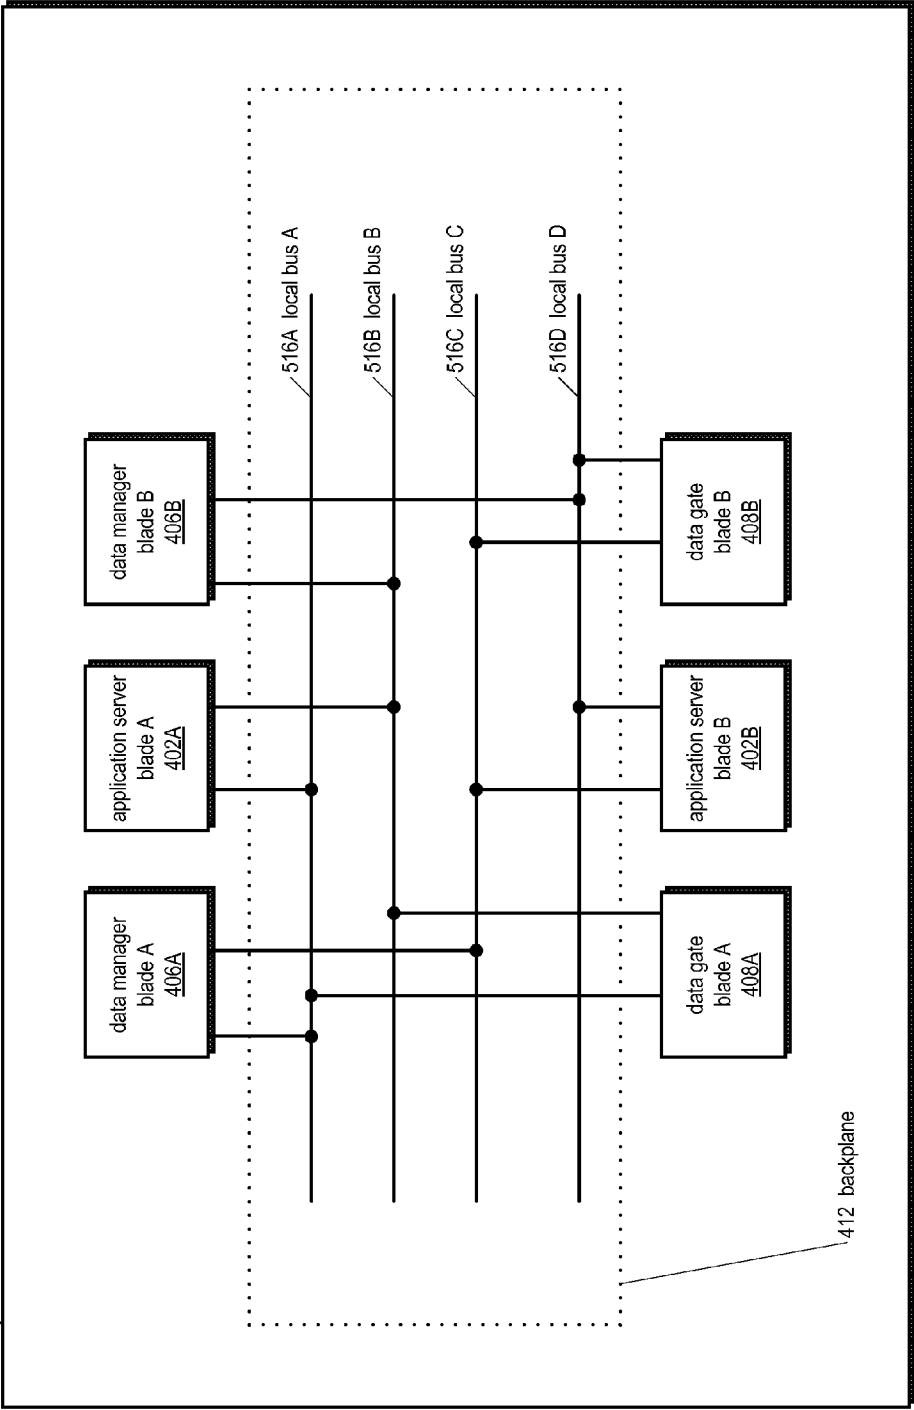 data manager
blade A
406A
application server
blade A
402A
data manager
blade B
406B
516A local bus A
516B local bus B
516C local bus C
516D local bus D
data gate
blade A
408A
application server
blade B
402B
data gate
blade B
408B
412 backplane